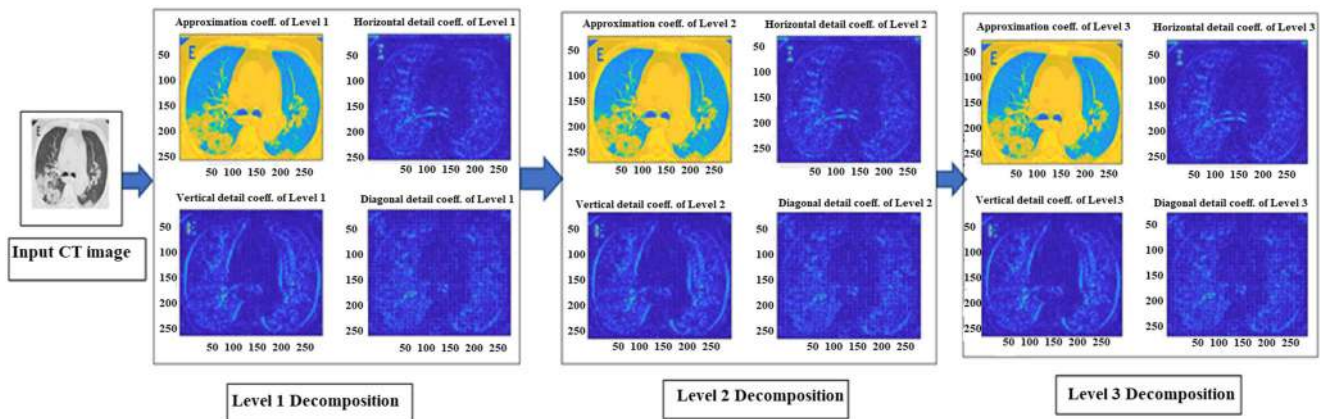 Approximation coeff. of Level 1
Horizontal detail coeff. of Level 1
E
50
100
150
200
250
50
100
150
200
250
50 100 150 200 250
50 100 150 200 250
Vertical detail coeff. of Level 1
Diagonal detail coeff. of Level 1
50
100
150
200
250
50
100
150
200
250
50 100 150 200 250
50 100 150 200 250
Level 1 Decomposition
E
Input CT image
Approximation coeff. of Level 2
Horizontal detail coeff. of Level 2
E
50
100
150
200
250
50
100
150
200
250
50 100 150 200 250
50 100 150 200 250
Vertical detail coeff. of Level 2
Diagonal detail coeff. of Level 2
50
100
150
200
250
50
100
150
200
250
50 100 150 200 250
50 100 150 200 250
Level 2 Decomposition
Approximation coeff. of Level 3
Horizontal detail coeff. of Level 3
E
50
100
150
200
250
50
100
150
200
250
50 100 150 200 250
50 100 150 200 250
Vertical detail coeff. of Level 3
Diagonal detail coeff. of Level 3
50
100
150
200
250
50
100
150
200
250
50 100 150 200 250
50 100 150 200 250
Level 3 Decomposition